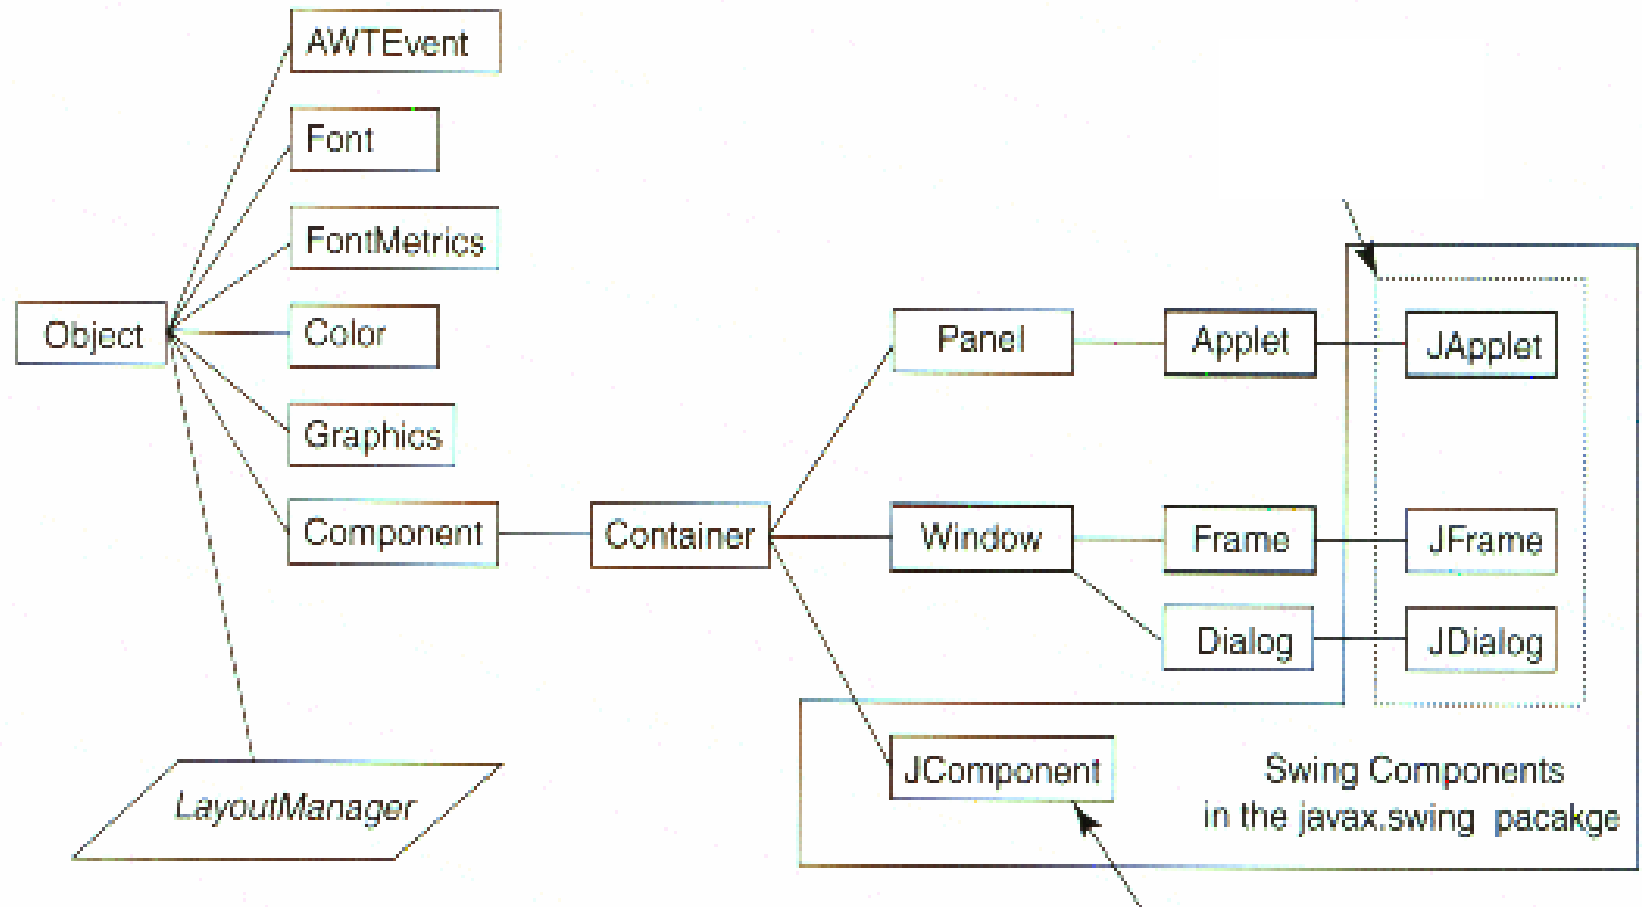 AWTEvent
Font
FontMetrics
Object
Color
Panel
Applet
JApplet
Graphics
Component
Container
Window
Frame
JFrame
Dialog
JDialog
LayoutManager
JComponent
Swing Components
in the javax.swing pacakge